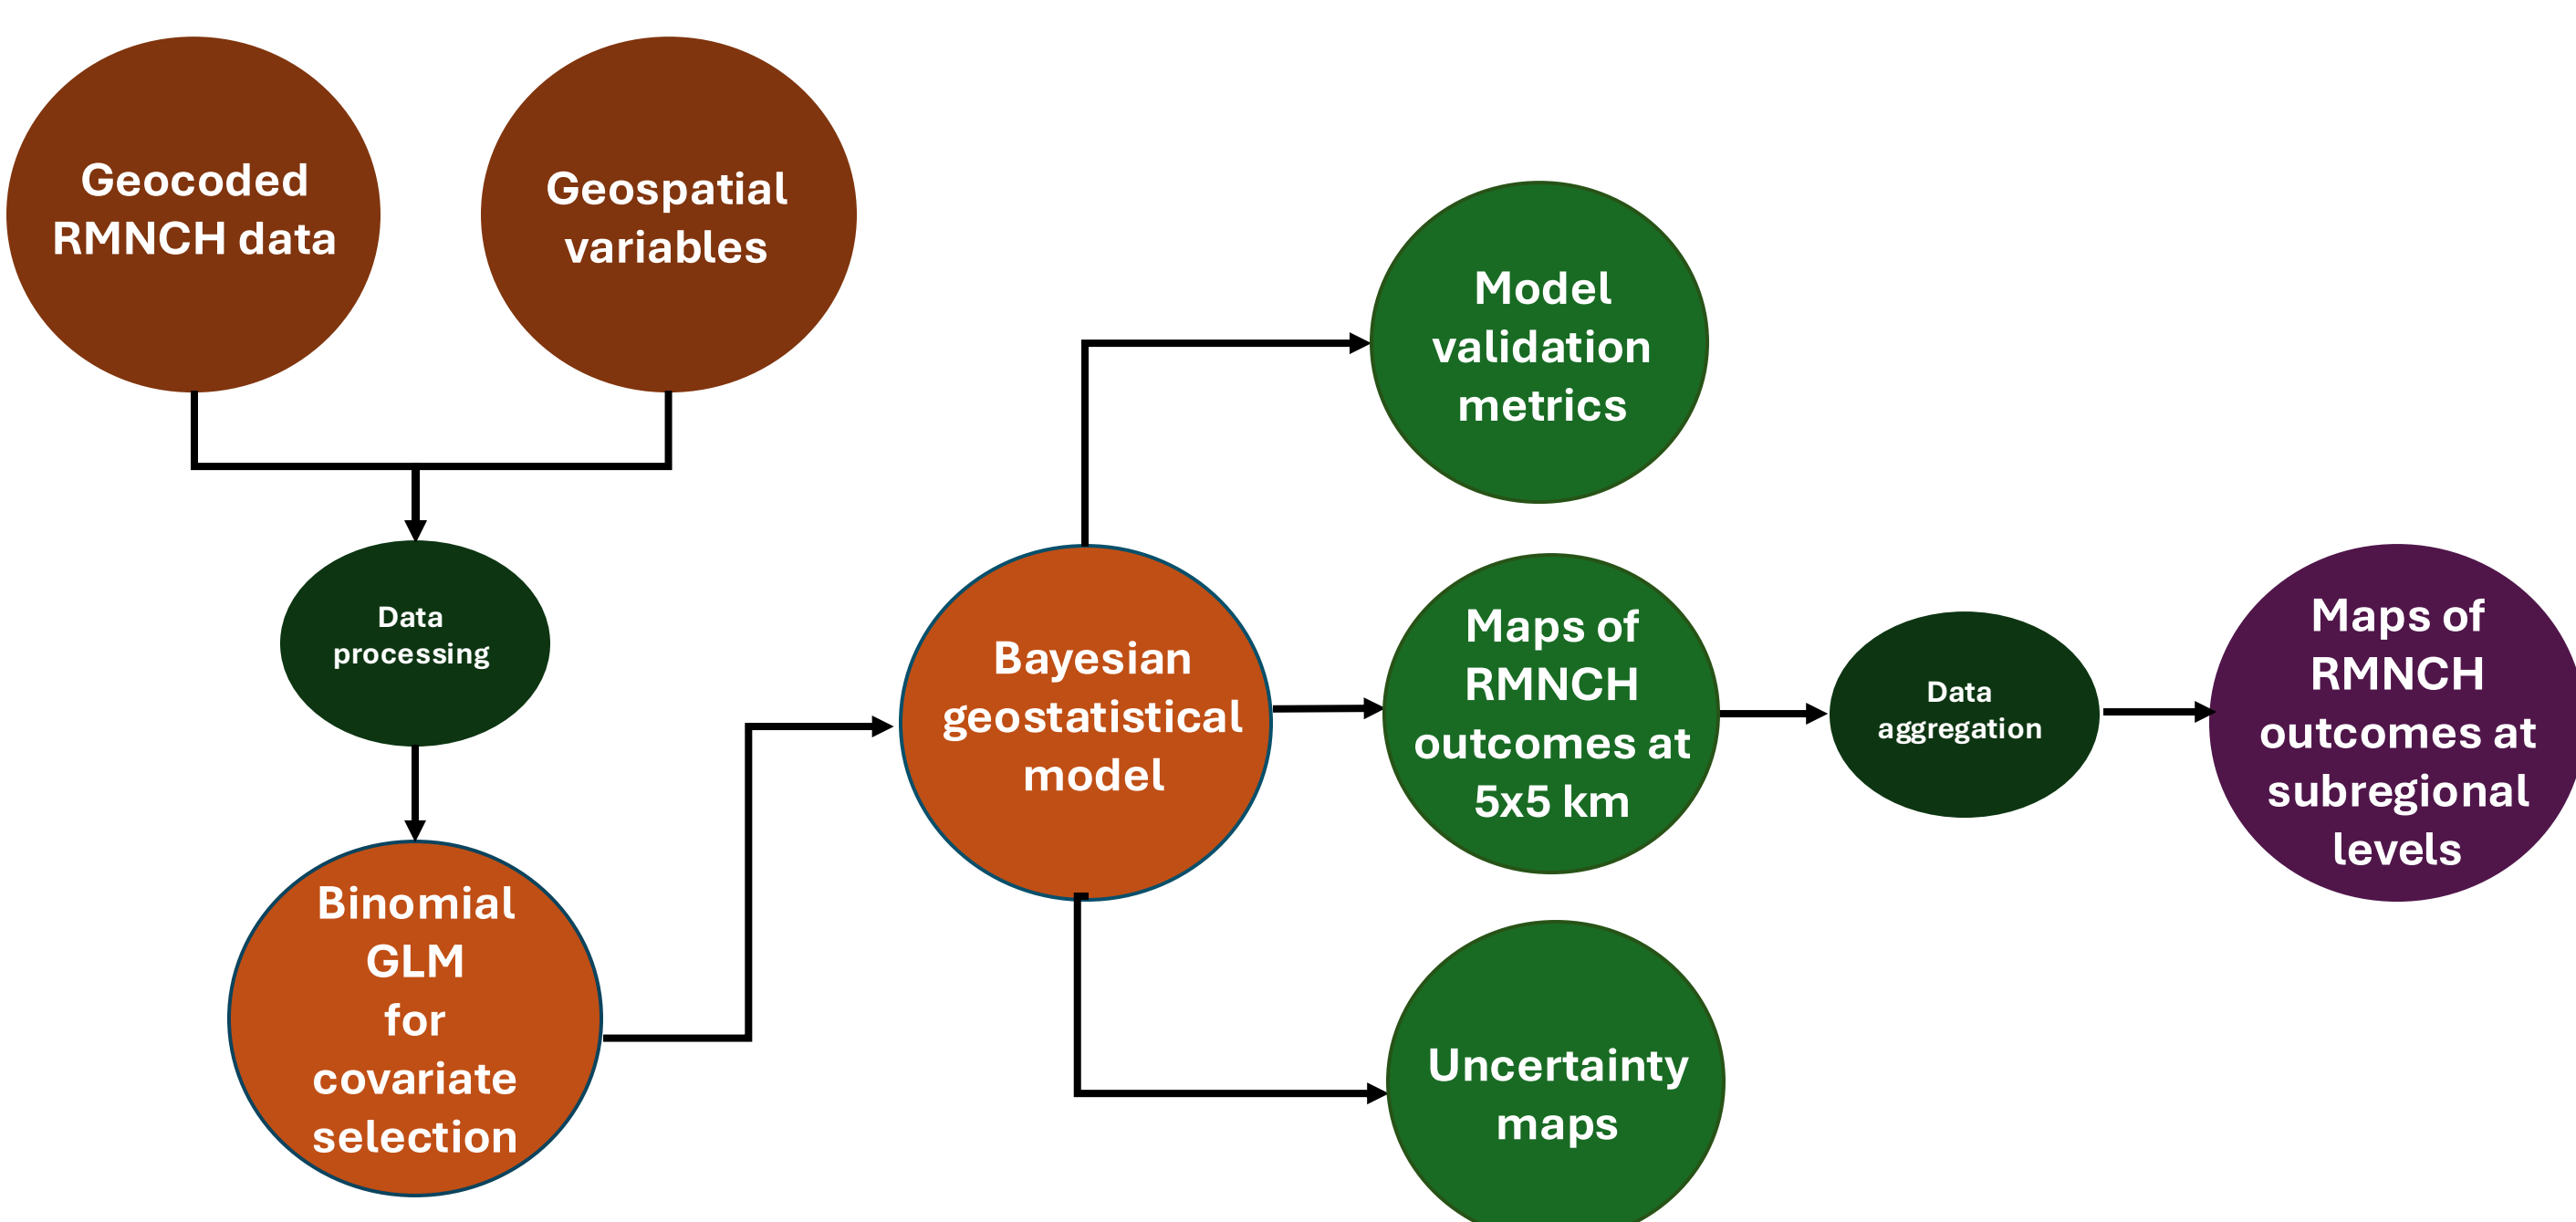 Geocoded
RMNCH data
Geospatial
variables
Data
processing
Binomial
GLM
for
covariate
selection
Bayesian
geostatistical
model
Model
validation
metrics
Maps of
RMNCH
outcomes at
5x5 km
Uncertainty
maps
Data
aggregation
Maps of
RMNCH
outcomes at
subregional
levels